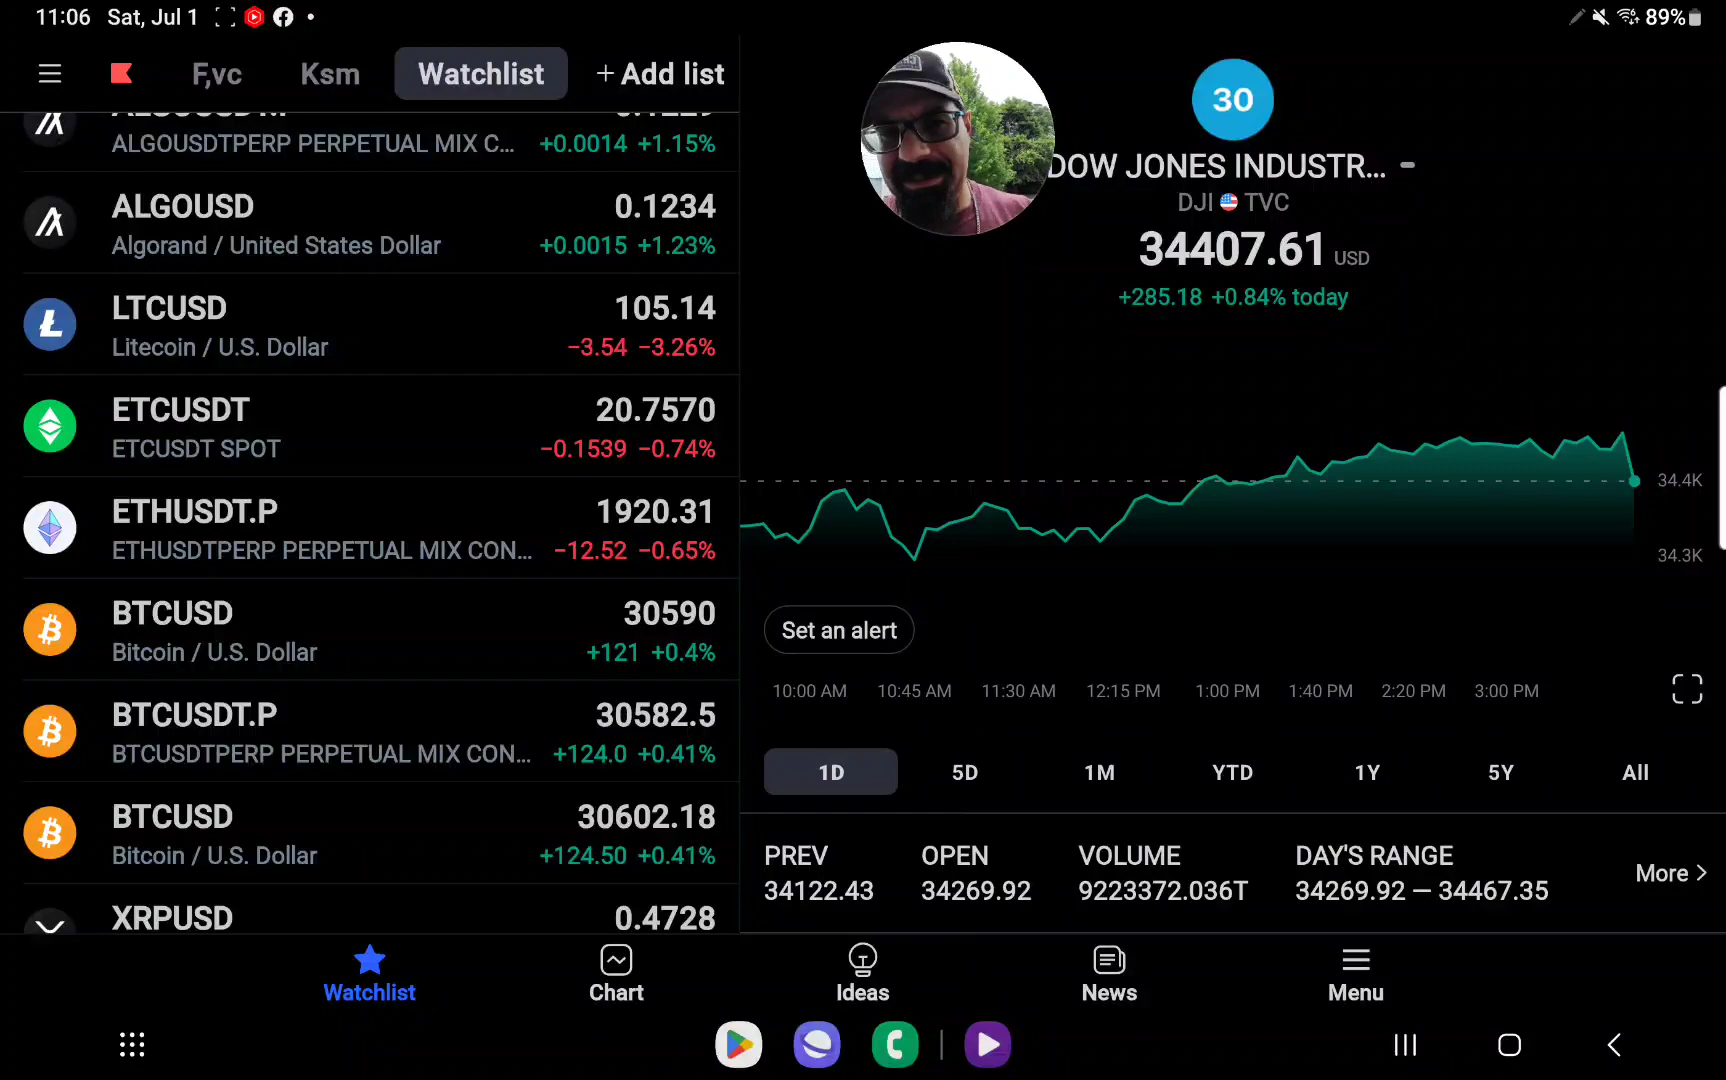 11:06 Sat, Jul 1
89%
F,vc Ksm Watchlist + Add list
ALGOUSDTPERP PERPETUAL MIX C... +0.0014 +1.15%
ALGOUSD 0.1234
Algorand / United States Dollar +0.0015 +1.23%
LTCUSD 105.14
Litecoin / U.S. Dollar −3.54 −3.26%
ETCUSDT 20.7570
ETCUSDT SPOT −0.1539 −0.74%
ETHUSDT.P 1920.31
ETHUSDTPERP PERPETUAL MIX CON... −12.52 −0.65%
BTCUSD 30590
Bitcoin / U.S. Dollar +121 +0.4%
BTCUSDT.P 30582.5
BTCUSDTPERP PERPETUAL MIX CON... +124.0 +0.41%
BTCUSD 30602.18
Bitcoin / U.S. Dollar +124.50 +0.41%
XRPUSD 0.4728
30
DOW JONES INDUSTR...
DJI TVC
34407.61 USD
+285.18 +0.84% today
34.4K
34.3K
Set an alert
10:00 AM 10:45 AM 11:30 AM 12:15 PM 1:00 PM 1:40 PM 2:20 PM 3:00 PM
1D 5D 1M YTD 1Y 5Y All
PREV OPEN VOLUME DAY'S RANGE
34122.43 34269.92 9223372.036T 34269.92 — 34467.35
More >
Watchlist Chart Ideas News Menu